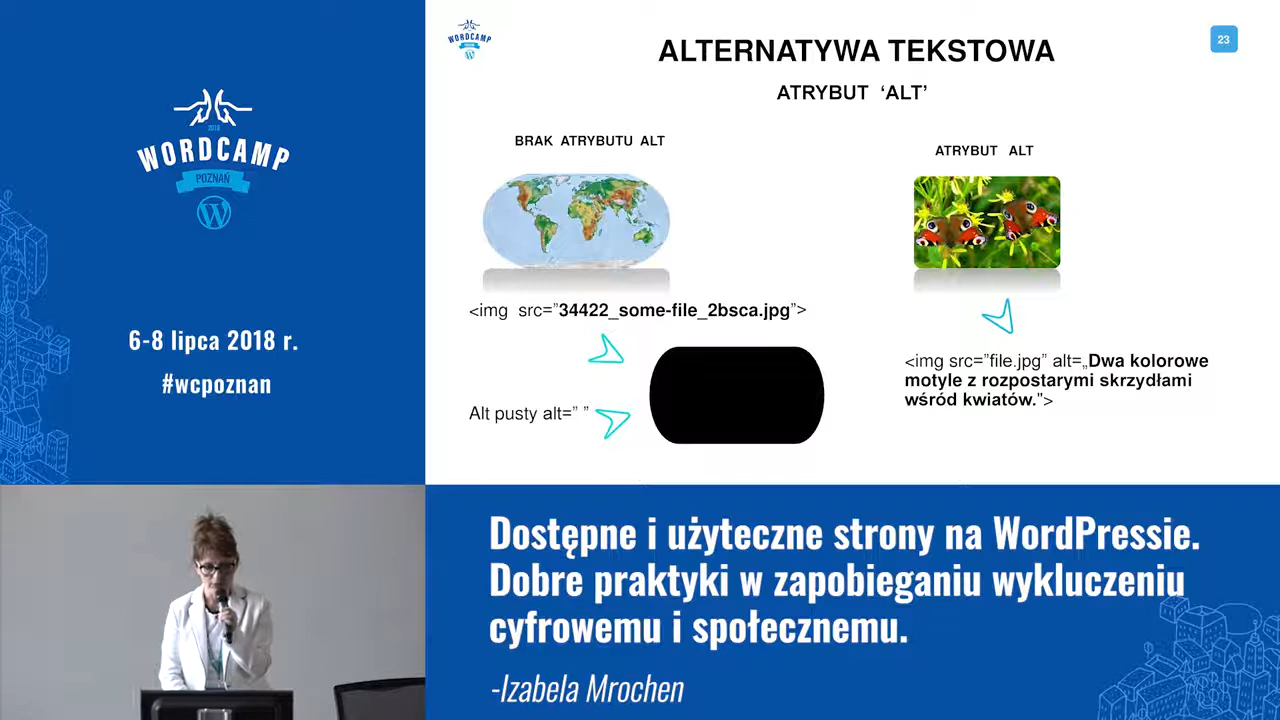 2018
WORDCAMP
POZNAŃ
6-8 lipca 2018 r.
#wcpoznan
WORDCAMP
23
ALTERNATYWA TEKSTOWA
ATRYBUT ‘ALT’
BRAK ATRYBUTU ALT
<img src=”34422_some-file_2bsca.jpg”>
Alt pusty alt=” ”
ATRYBUT ALT
<img src=”file.jpg” alt=„Dwa kolorowe
motyle z rozpostarymi skrzydłami
wśród kwiatów.”>
Dostępne i użyteczne strony na WordPressie.
Dobre praktyki w zapobieganiu wykluczeniu
cyfrowemu i społecznemu.
-Izabela Mrochen